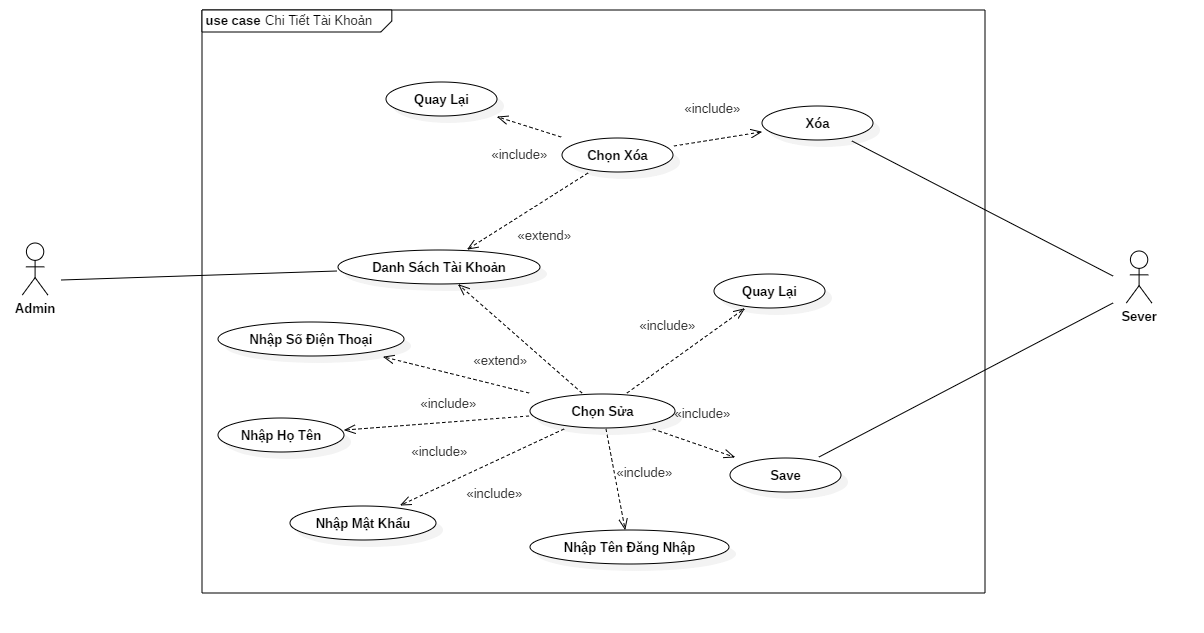 use case Chi Tiết Tài Khoản
Quay Lại
«include»
Xóa
«include»
Chọn Xóa
«extend»
Danh Sách Tài Khoản
Admin
Quay Lại
Sever
«include»
Nhập Số Điện Thoại
«extend»
«include»
Chọn Sửa
«include»
Nhập Họ Tên
«include»
«include»
Save
«include»
Nhập Mật Khẩu
Nhập Tên Đăng Nhập